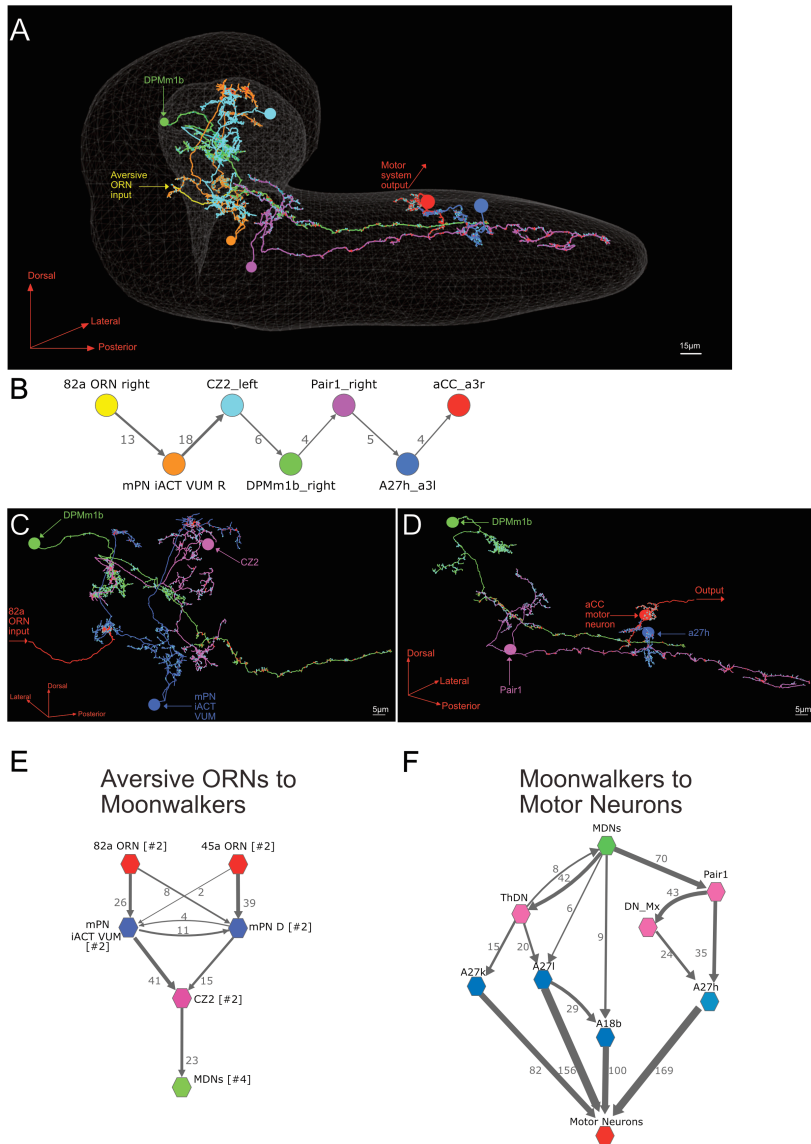 A
DPMm1b
Aversive
ORN
input
Motor
system
output
Dorsal
Lateral
Posterior
15µm
B
82a ORN right
CZ2_left
Pair1_right
aCC_a3r
13
18
6
4
5
4
mPN iACT VUM R
DPMm1b_right
A27h_a3l
C
DPMm1b
CZ2
82a
ORN
input
mPN
iACT
VUM
Dorsal
Lateral
Posterior
5µm
D
DPMm1b
Output
aCC
motor
neuron
a27h
Pair1
Dorsal
Lateral
Posterior
5µm
E
Aversive ORNs to
Moonwalkers
82a ORN [#2]
45a ORN [#2]
8
2
26
39
4
11
mPN
iACT VUM
[#2]
mPN D [#2]
41
15
CZ2 [#2]
23
MDNs [#4]
F
Moonwalkers to
Motor Neurons
MDNs
8
42
70
Pair1
ThDN
6
43
DN_Mx
9
15
20
24
35
A27k
A27l
A27h
29
A18b
82
156
100
169
Motor Neurons